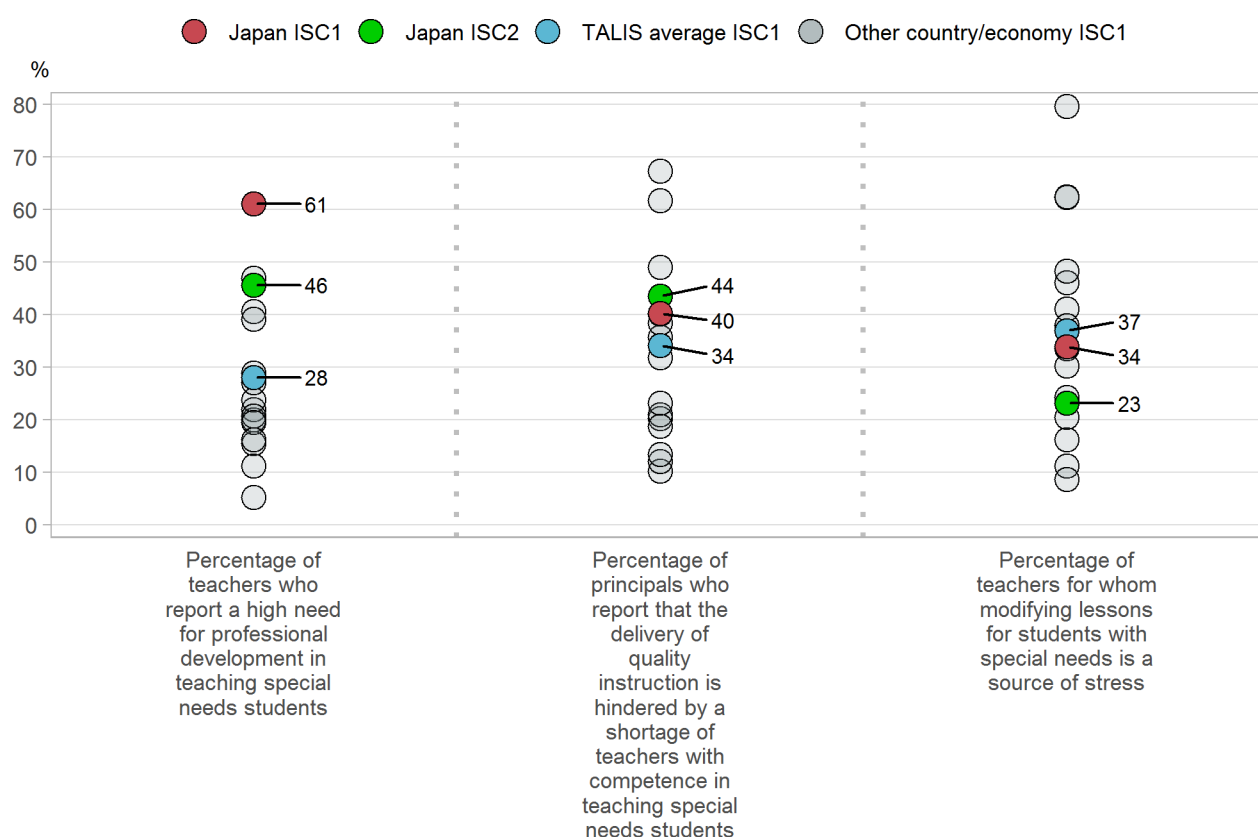 Japan ISC1 Japan ISC2 TALIS average ISC1 Other country/economy ISC1
%
80
70
60
50
40
30
20
10
0
61
46
28
44
40
34
37
34
23
Percentage of
teachers who
report a high need
for professional
development in
teaching special
needs students
Percentage of
principals who
report that the
delivery of
quality
instruction is
hindered by a
shortage of
teachers with
competence in
teaching special
needs students
Percentage of
teachers for whom
modifying lessons
for students with
special needs is a
source of stress